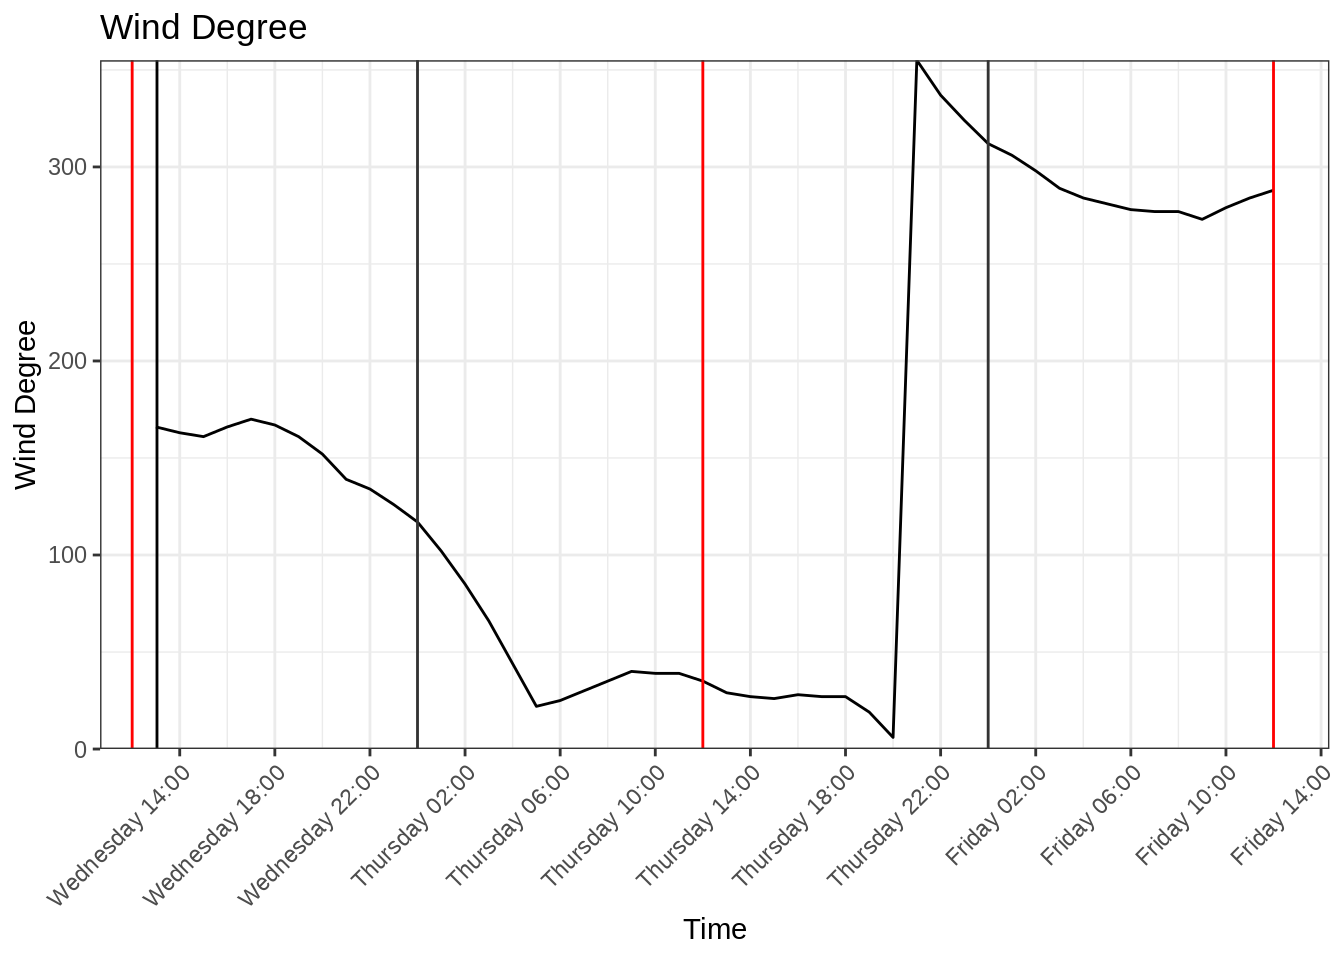 Wind Degree
Wind Degree
300
200
100
0
Wednesday 14:00
Wednesday 18:00
Wednesday 22:00
Thursday 02:00
Thursday 06:00
Thursday 10:00
Thursday 14:00
Thursday 18:00
Thursday 22:00
Friday 02:00
Friday 06:00
Friday 10:00
Friday 14:00
Time